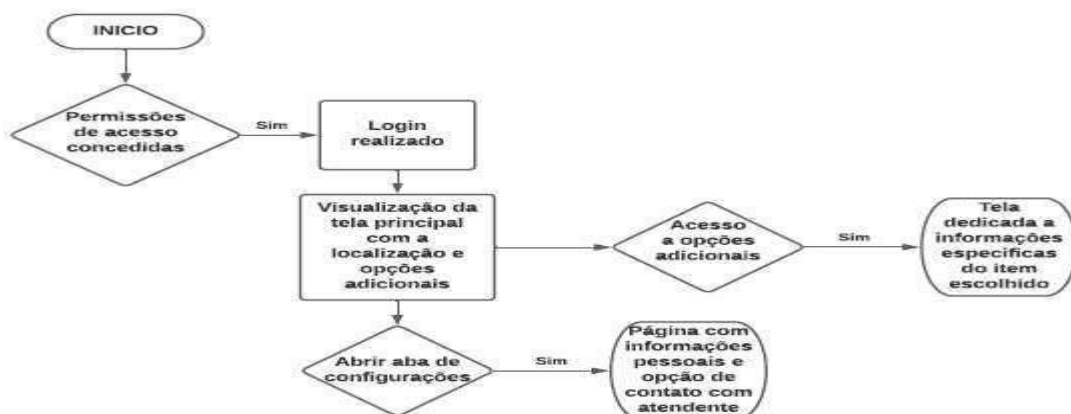 INICIO
Permissões
de acesso
concedidas
Sim
Login
realizado
Visualização da
tela principal
com a
localização e
opções
adicionais
Acesso
a opções
adicionais
Sim
Tela
dedicada a
informações
especificas
do item
escolhido
Abrir aba de
configurações
Sim
Página com
informações
pessoais e
opção de
contato com
atendente